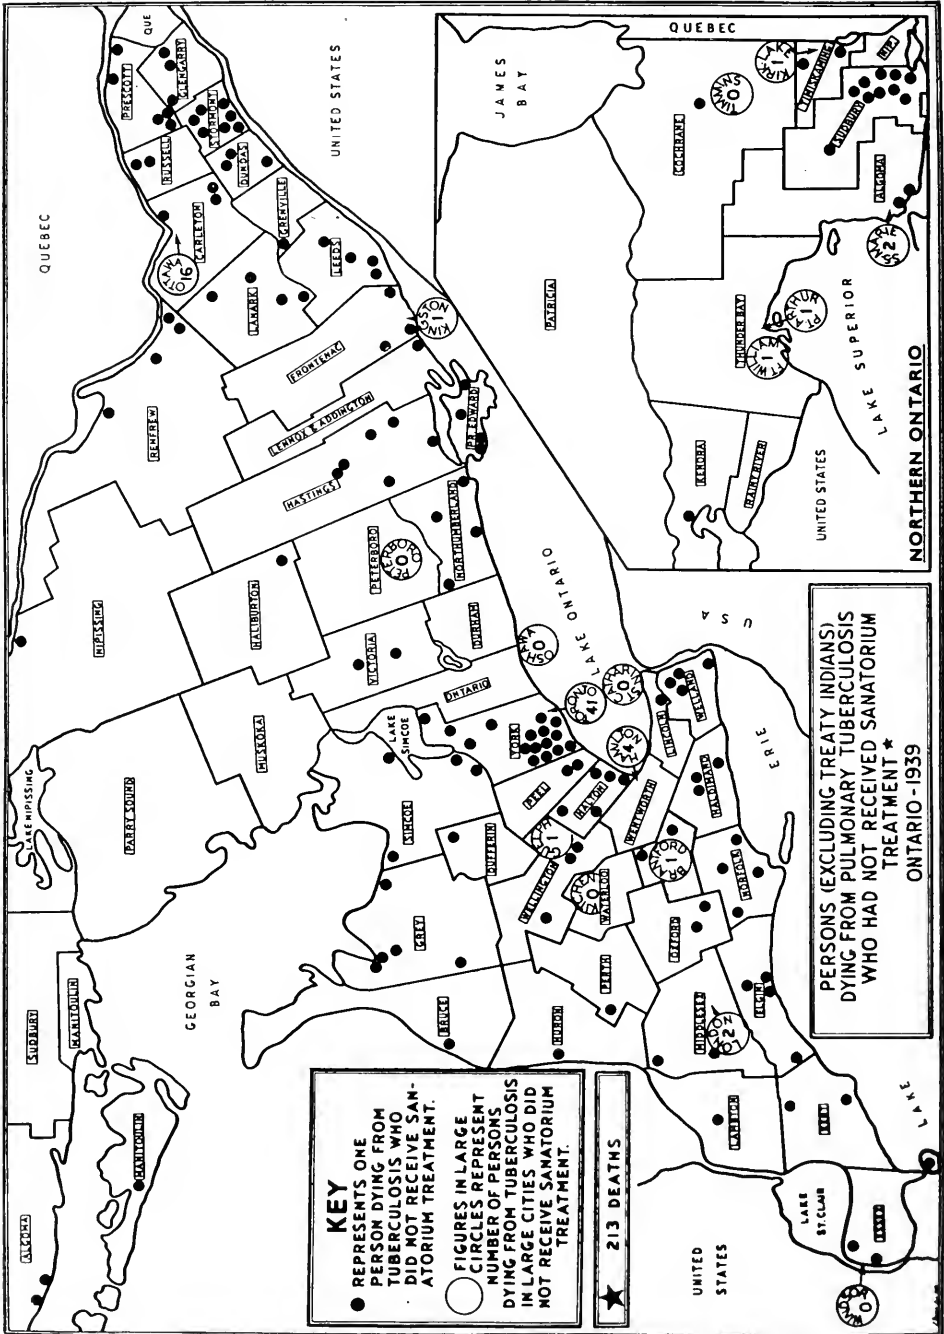 PERSONS (EXCLUDING TREATY INDIANS)
DYING FROM PULMONARY TUBERCULOSIS
WHO HAD NOT RECEIVED SANATORIUM
TREATMENT ★
ONTARIO-1939
KEY
REPRESENTS ONE
PERSON DYING FROM
TUBERCULOSIS WHO
DID NOT RECEIVE SAN-
ATORIUM TREATMENT.
FIGURES IN LARGE
CIRCLES REPRESENT
NUMBER OF PERSONS
DYING FROM TUBERCULOSIS
IN LARGE CITIES WHO DID
NOT RECEIVE SANATORIUM
TREATMENT.
★ 213 DEATHS
ALGOMA
SUDBURY
MANITOULIN
MANITOULIN
LAKE NIPISSING
PARRY SOUND
NIPISSING
QUEBEC
QUE
GEORGIAN
BAY
MUSKOKA
HALIBURTON
RENFREW
HASTINGS
LENNOX & ADDINGTON
FRONTENAC
LANARK
LEEDS
GRENVILLE
CARLETON
OTTAWA
16
RUSSELL
PRESCOTT
GLENGARRY
STORMONT
DUNDAS
UNITED STATES
KINGSTON
1
PR. EDWARD
NORTHUMBERLAND
PETERBORO
PETERBORO
0
VICTORIA
DURHAM
ONTARIO
OSHAWA
0
LAKE
SIMCOE
SIMCOE
YORK
TORONTO
41
LAKE ONTARIO
PEEL
HALTON
HAMILTON
4
ST CATHARINES
0
LINCOLN
WELLAND
WENTWORTH
HALDIMAND
DUFFERIN
GREY
BRUCE
WELLINGTON
GUELPH
1
WATERLOO
KITCHENER
0
BRANTFORD
1
NORFOLK
OXFORD
PERTH
HURON
MIDDLESEX
LONDON
2
ELGIN
LAMBTON
KENT
ESSEX
WINDSOR
0
LAKE
ST. CLAIR
UNITED
STATES
LAKE
ERIE
U S A
NORTHERN ONTARIO
QUEBEC
JAMES
BAY
PATRICIA
COCHRANE
TIMMINS
0
KIRK-LAKE
1
TIMISKAMING
NIP.
SUDBURY
ALGOMA
SS MARIE
2
THUNDER BAY
PT ARTHUR
1
FT WILLIAM
1
LAKE SUPERIOR
KENORA
RAINY RIVER
UNITED STATES